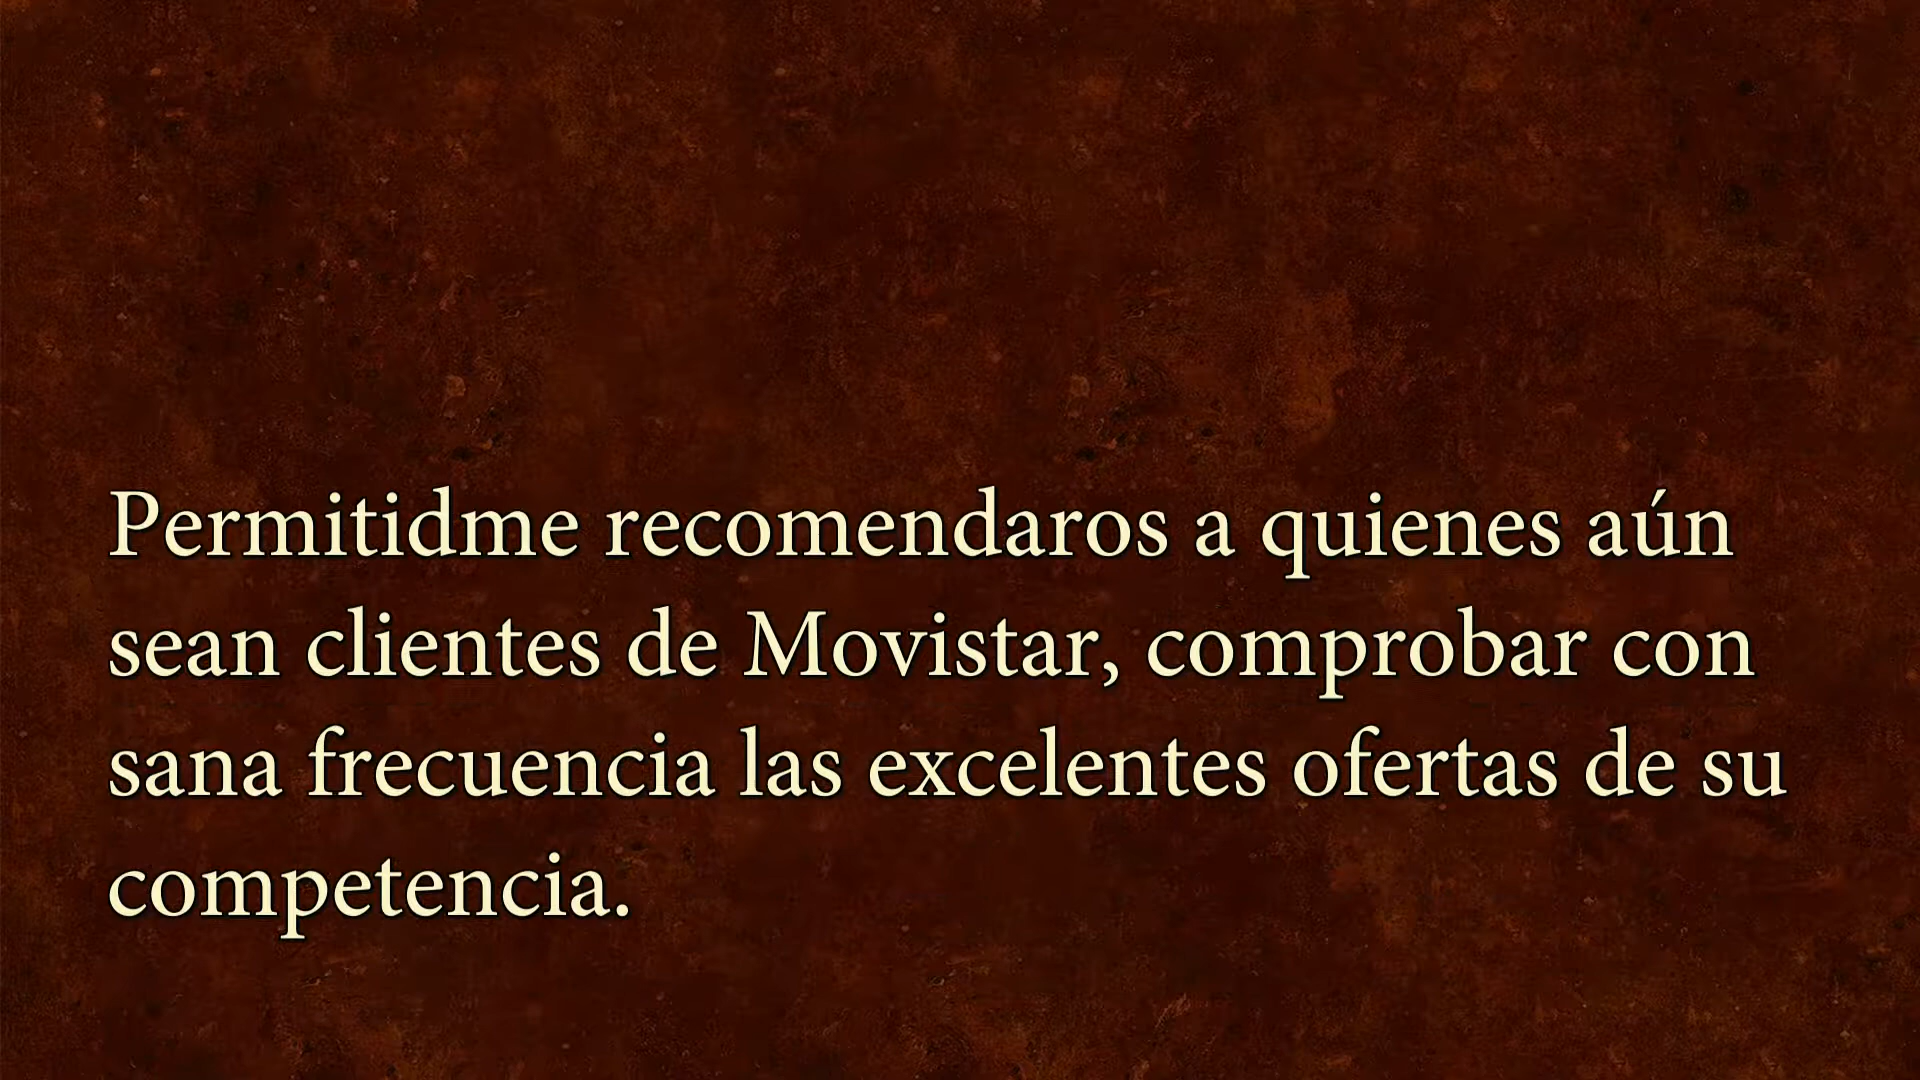 Permitidme recomendaros a quienes aún
sean clientes de Movistar, comprobar con
sana frecuencia las excelentes ofertas de su
competencia.